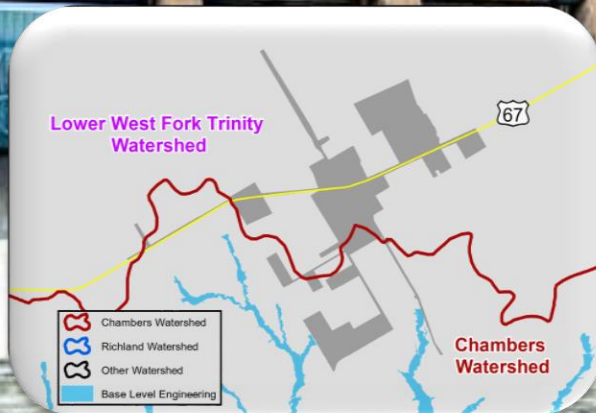 Lower West Fork Trinity
Watershed
67
Chambers Watershed
Richland Watershed
Other Watershed
Base Level Engineering
Chambers
Watershed